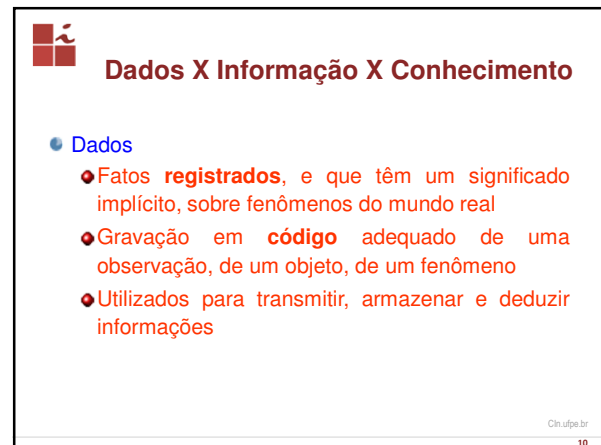 Dados X Informação X Conhecimento
Dados
Fatos registrados, e que têm um significado
implícito, sobre fenômenos do mundo real
Gravação em código adequado de uma
observação, de um objeto, de um fenômeno
Utilizados para transmitir, armazenar e deduzir
informações
CIn.ufpe.br
10